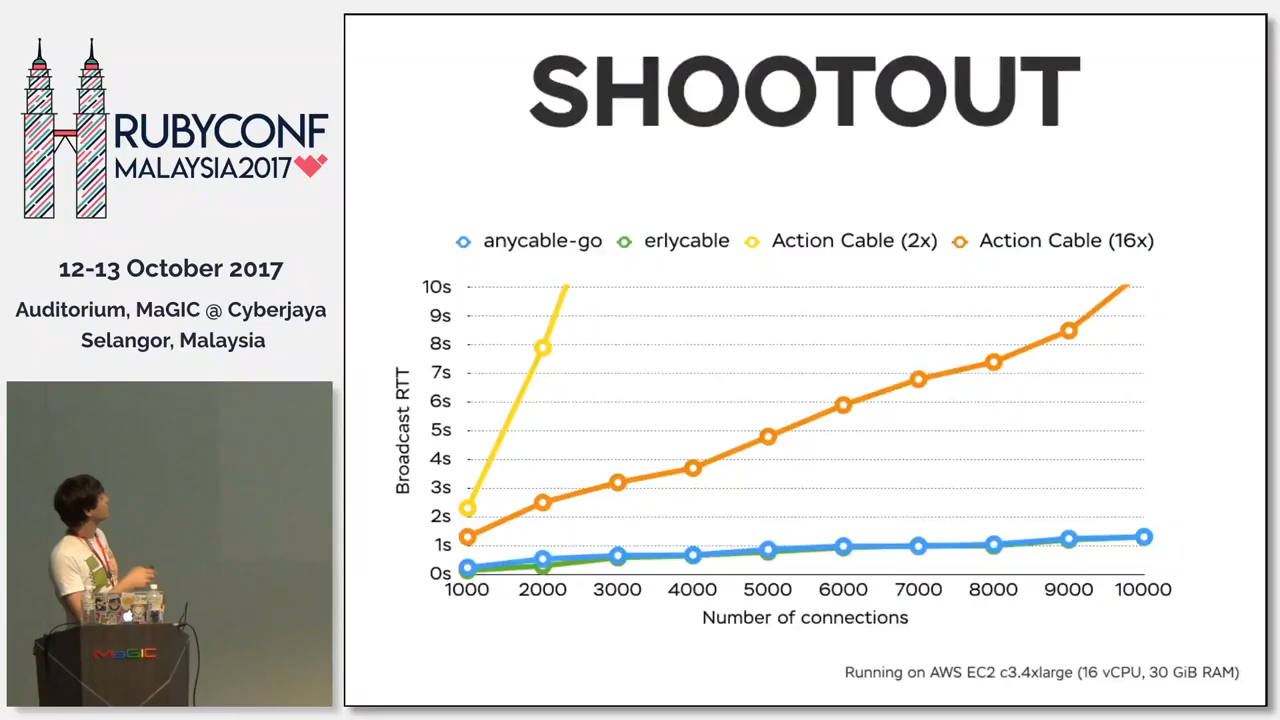 RUBYCONF
MALAYSIA2017
12-13 October 2017
Auditorium, MaGIC @ Cyberjaya
Selangor, Malaysia
MaGIC
SHOOTOUT
anycable-go erlycable Action Cable (2x) Action Cable (16x)
10s
9s
8s
7s
6s
5s
4s
3s
2s
1s
0s
Broadcast RTT
1000 2000 3000 4000 5000 6000 7000 8000 9000 10000
Number of connections
Running on AWS EC2 c3.4xlarge (16 vCPU, 30 GiB RAM)